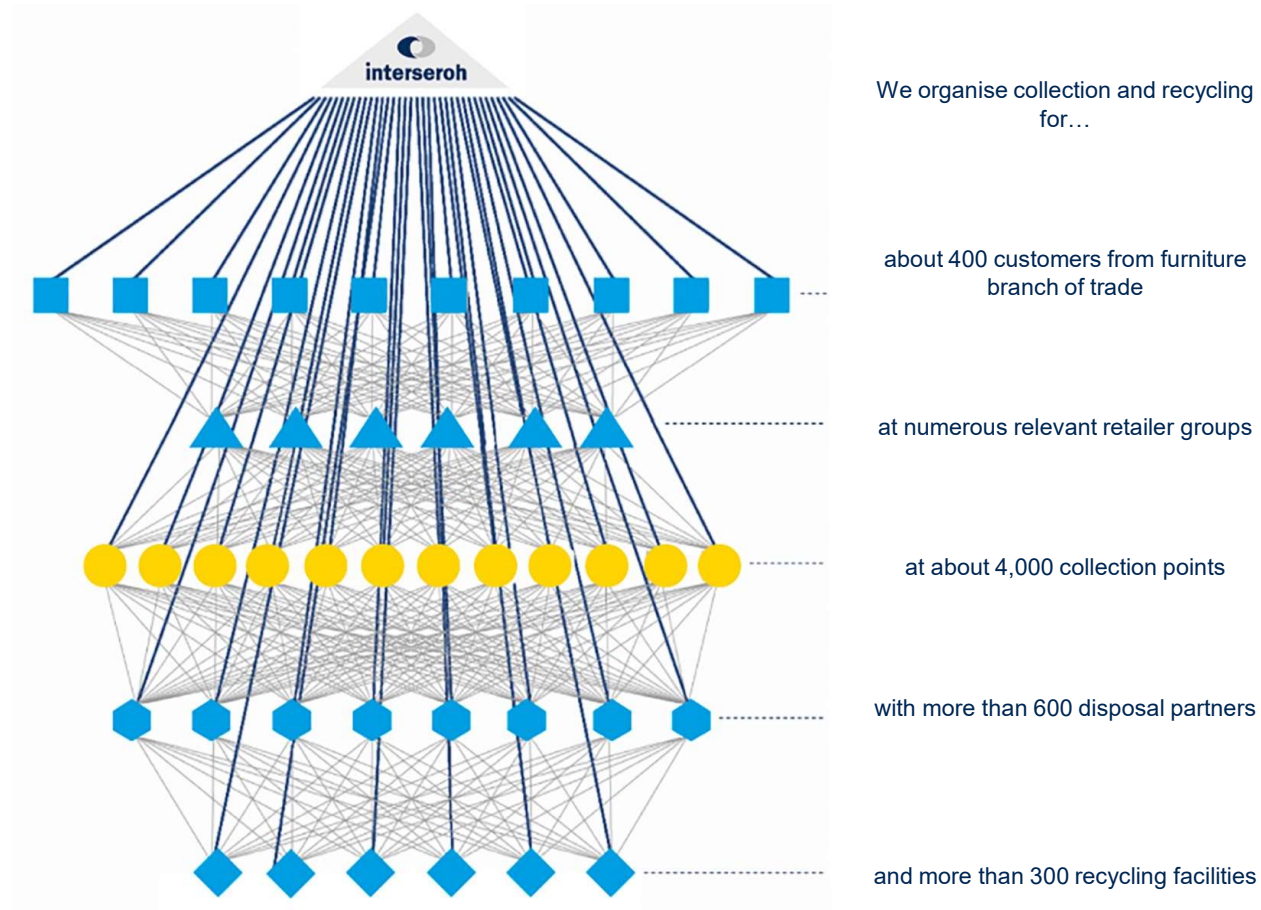 interseroh
We organise collection and recycling
for…
about 400 customers from furniture
branch of trade
at numerous relevant retailer groups
at about 4,000 collection points
with more than 600 disposal partners
and more than 300 recycling facilities